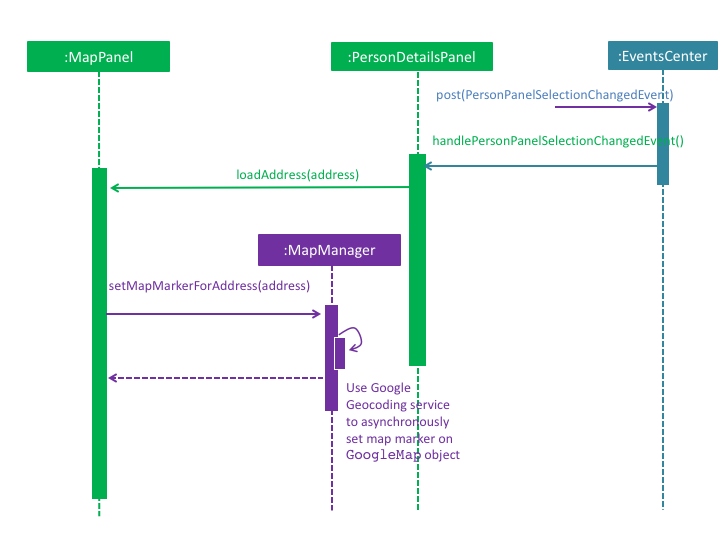 :MapPanel
:PersonDetailsPanel
:EventsCenter
post(PersonPanelSelectionChangedEvent)
handlePersonPanelSelectionChangedEvent()
loadAddress(address)
:MapManager
setMapMarkerForAddress(address)
Use Google
Geocoding service
to asynchronously
set map marker on
GoogleMap object